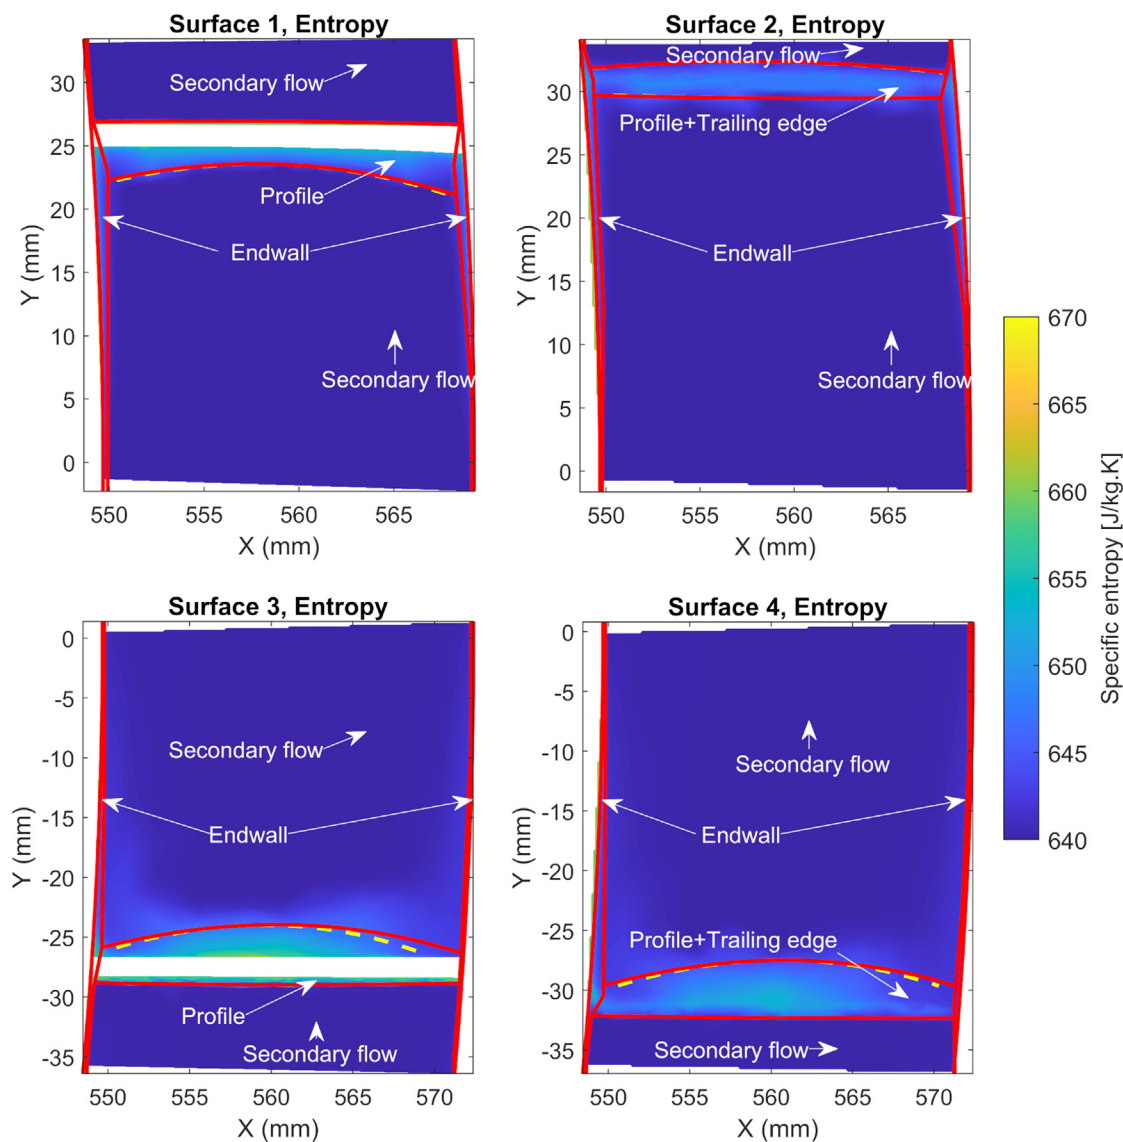 Surface 1, Entropy
Secondary flow
Profile
Endwall
Secondary flow
30
25
20
15
10
5
0
Y (mm)
550
555
560
565
X (mm)
Surface 2, Entropy
Secondary flow
Profile+Trailing edge
Endwall
Secondary flow
30
25
20
15
10
5
0
Y (mm)
550
555
560
565
X (mm)
Surface 3, Entropy
Secondary flow
Endwall
Profile
Secondary flow
0
-5
-10
-15
-20
-25
-30
-35
Y (mm)
550
555
560
565
570
X (mm)
Surface 4, Entropy
Secondary flow
Endwall
Profile+Trailing edge
Secondary flow
0
-5
-10
-15
-20
-25
-30
-35
Y (mm)
550
555
560
565
570
X (mm)
670
665
660
655
650
645
640
Specific entropy [J/kg.K]